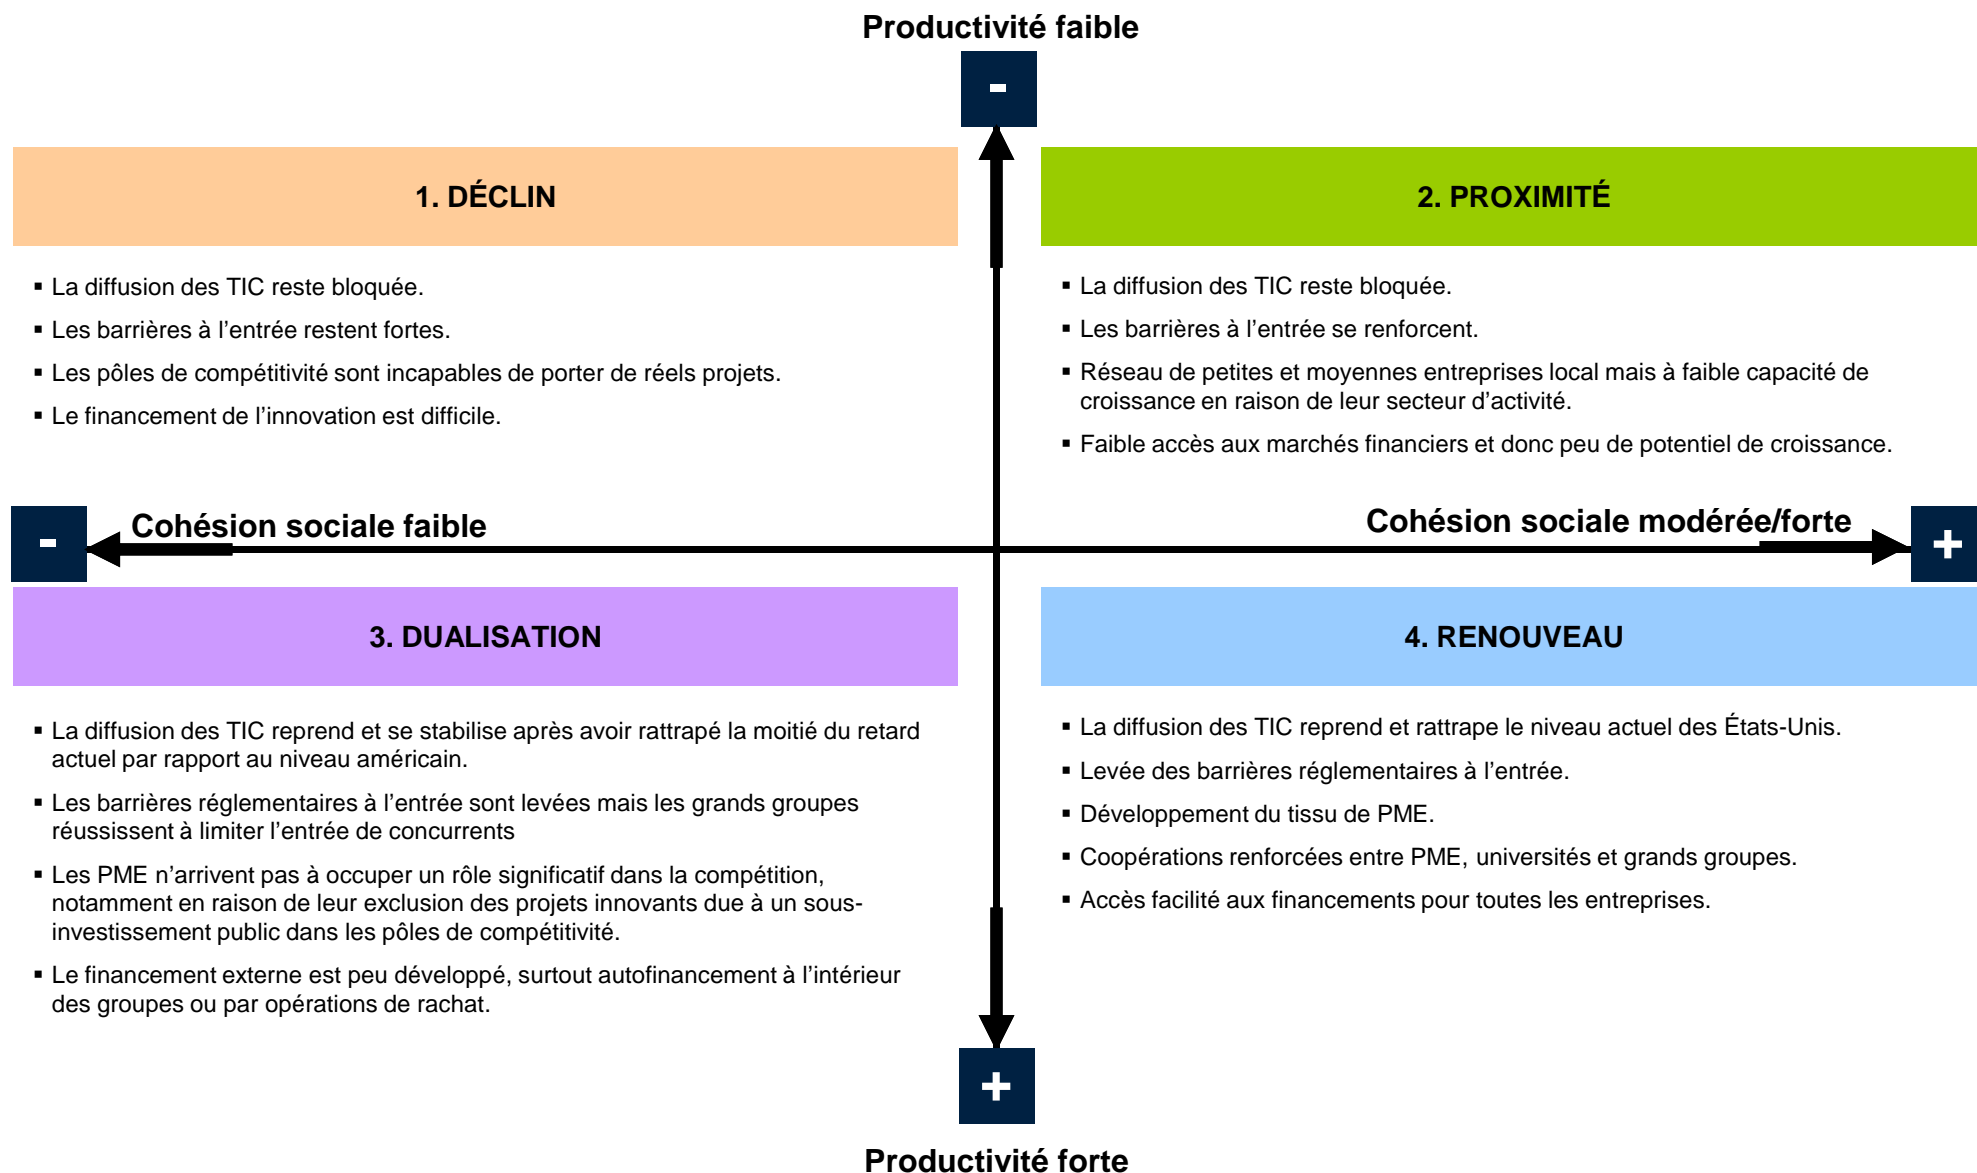 Productivité faible
-
1. DÉCLIN
▪ La diffusion des TIC reste bloquée.
▪ Les barrières à l’entrée restent fortes.
▪ Les pôles de compétitivité sont incapables de porter de réels projets.
▪ Le financement de l’innovation est difficile.
2. PROXIMITÉ
▪ La diffusion des TIC reste bloquée.
▪ Les barrières à l’entrée se renforcent.
▪ Réseau de petites et moyennes entreprises local mais à faible capacité de
croissance en raison de leur secteur d’activité.
▪ Faible accès aux marchés financiers et donc peu de potentiel de croissance.
-
Cohésion sociale faible
Cohésion sociale modérée/forte
+
3. DUALISATION
▪ La diffusion des TIC reprend et se stabilise après avoir rattrapé la moitié du retard
actuel par rapport au niveau américain.
▪ Les barrières réglementaires à l’entrée sont levées mais les grands groupes
réussissent à limiter l’entrée de concurrents
▪ Les PME n’arrivent pas à occuper un rôle significatif dans la compétition,
notamment en raison de leur exclusion des projets innovants due à un sous-
investissement public dans les pôles de compétitivité.
▪ Le financement externe est peu développé, surtout autofinancement à l’intérieur
des groupes ou par opérations de rachat.
4. RENOUVEAU
▪ La diffusion des TIC reprend et rattrape le niveau actuel des États-Unis.
▪ Levée des barrières réglementaires à l’entrée.
▪ Développement du tissu de PME.
▪ Coopérations renforcées entre PME, universités et grands groupes.
▪ Accès facilité aux financements pour toutes les entreprises.
+
Productivité forte